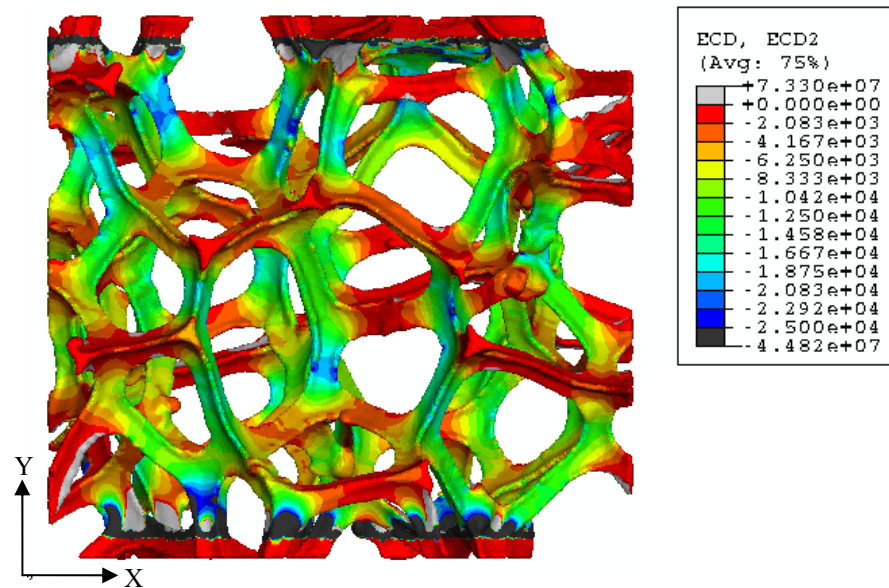 ECD, ECD2
(Avg: 75%)
+7.330e+07
+0.000e+00
-2.083e+03
-4.167e+03
-6.250e+03
-8.333e+03
-1.042e+04
-1.250e+04
-1.458e+04
-1.667e+04
-1.875e+04
-2.083e+04
-2.292e+04
-2.500e+04
-4.482e+07
Y
X